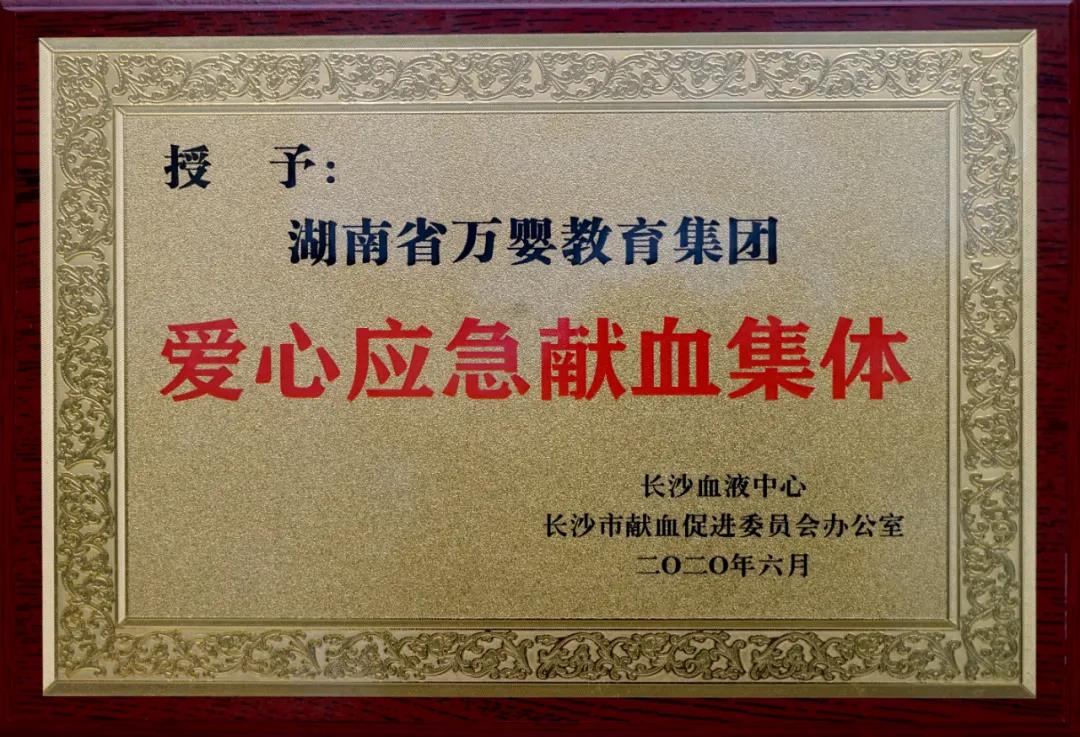 授 予：
湖南省万婴教育集团
爱心应急献血集体
长沙血液中心
长沙市献血促进委员会办公室
二〇二〇年六月